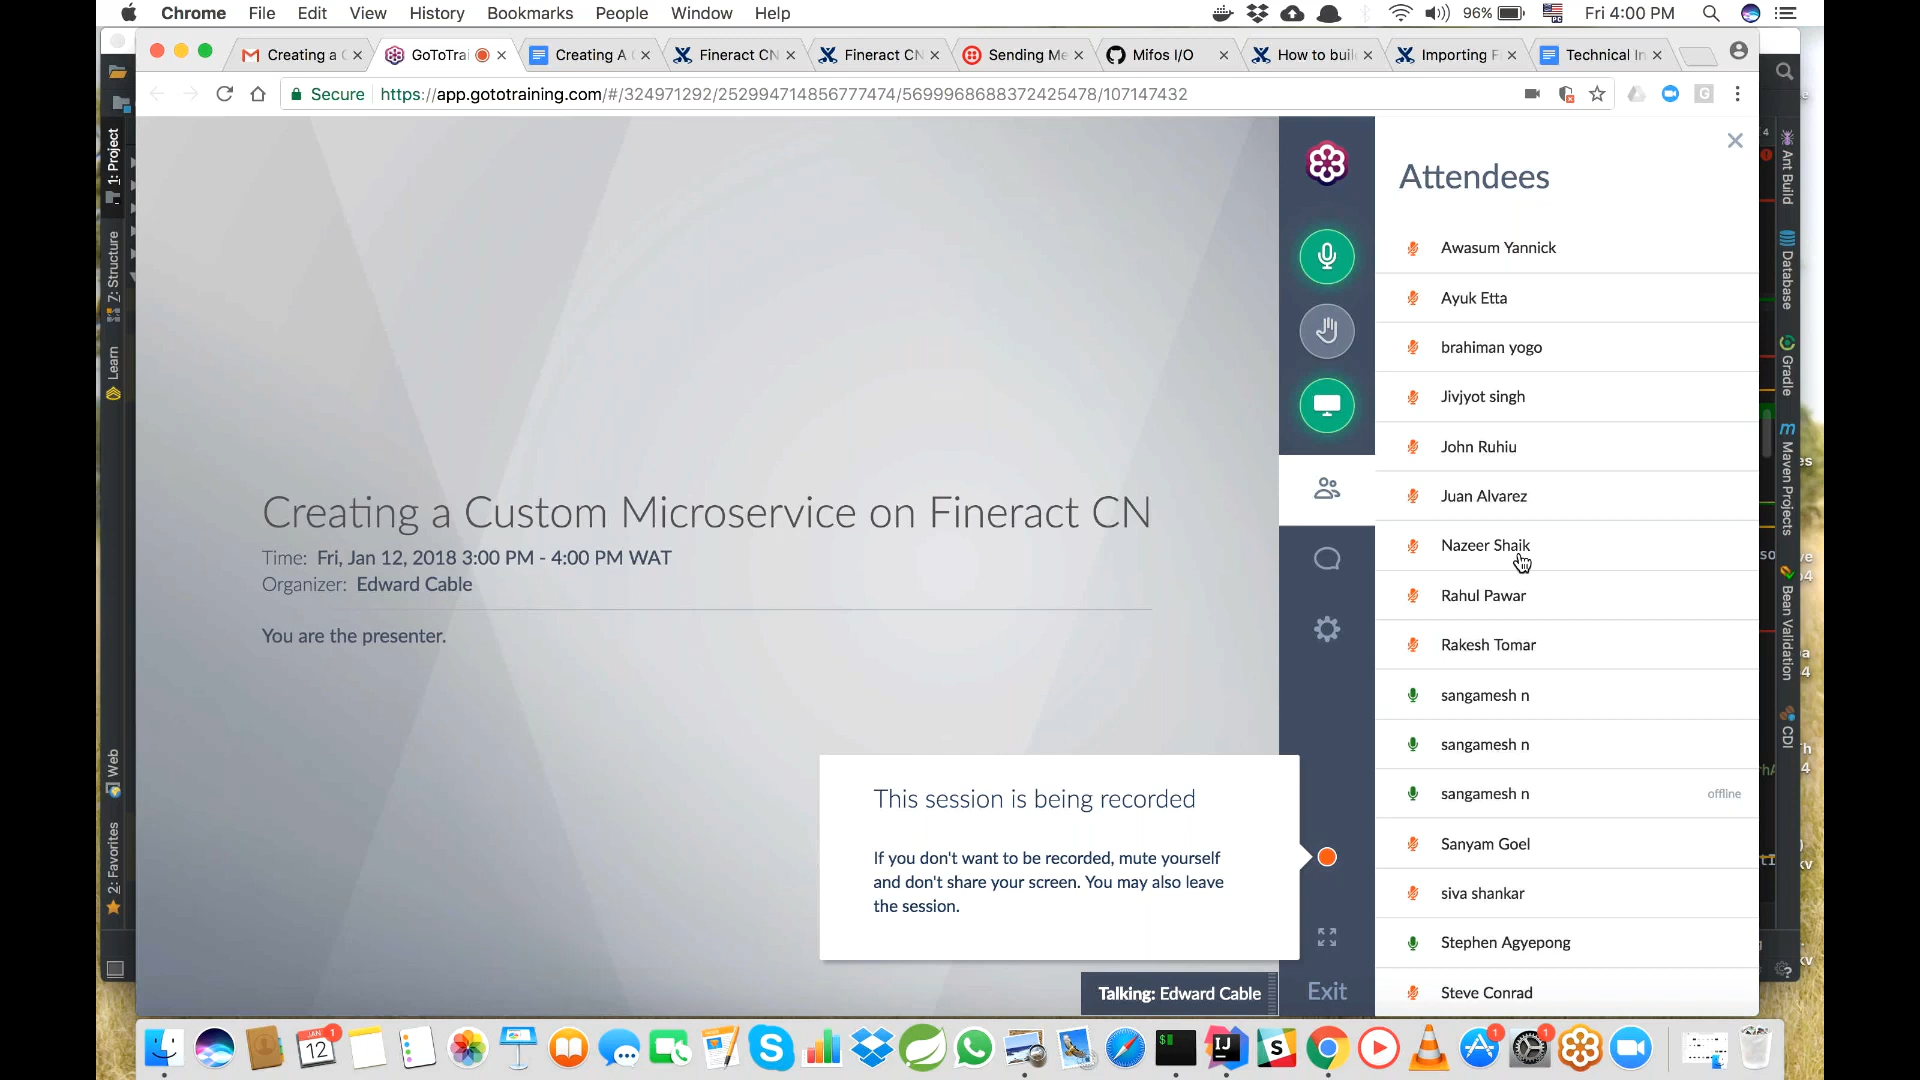 Chrome File Edit View History Bookmarks People Window Help
96% Fri 4:00 PM
Creating a C
GoToTrai
Creating A C
Fineract CN
Fineract CN
Sending Me
Mifos I/O
How to buil
Importing F
Technical In
Secure https://app.gototraining.com/#/324971292/252994714856777474/5699968688372425478/107147432
1: Project
7: Structure
Learn
Web
2: Favorites
Ant Build
Database
Gradle
Maven Projects
Bean Validation
CDI
Attendees
Awasum Yannick
Ayuk Etta
brahiman yogo
Jivjyot singh
John Ruhiu
Juan Alvarez
Nazeer Shaik
Rahul Pawar
Rakesh Tomar
sangamesh n
sangamesh n
sangamesh n offline
Sanyam Goel
siva shankar
Stephen Agyepong
Steve Conrad
Creating a Custom Microservice on Fineract CN
Time: Fri, Jan 12, 2018 3:00 PM - 4:00 PM WAT
Organizer: Edward Cable
You are the presenter.
This session is being recorded
If you don't want to be recorded, mute yourself
and don't share your screen. You may also leave
the session.
Talking: Edward Cable
Exit
JAN
12